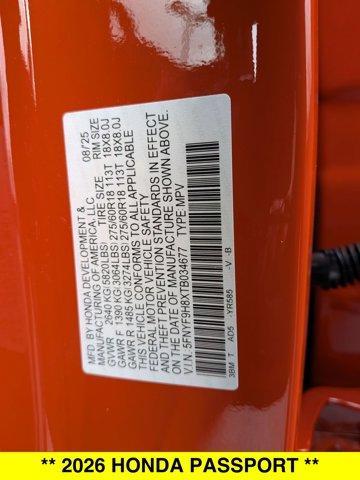 MFD. BY HONDA DEVELOPMENT & 08/25
MANUFACTURING OF AMERICA, LLC TIRE SIZE RIM SIZE
GVWR 2640 KG(5820LBS)
GAWR F 1390 KG(3064LBS)275/60R18 113T 18X8.0J
GAWR R 1485 KG(3274LBS)275/60R18 113T 18X8.0J
THIS VEHICLE CONFORMS TO ALL APPLICABLE
FEDERAL MOTOR VEHICLE SAFETY
AND THEFT PREVENTION STANDARDS IN EFFECT
ON THE DATE OF MANUFACTURE SHOWN ABOVE.
V.I.N. 5FNYF9H8XTB034677 TYPE: MPV
3BM T AD5 -YR585 -V -B
** 2026 HONDA PASSPORT **